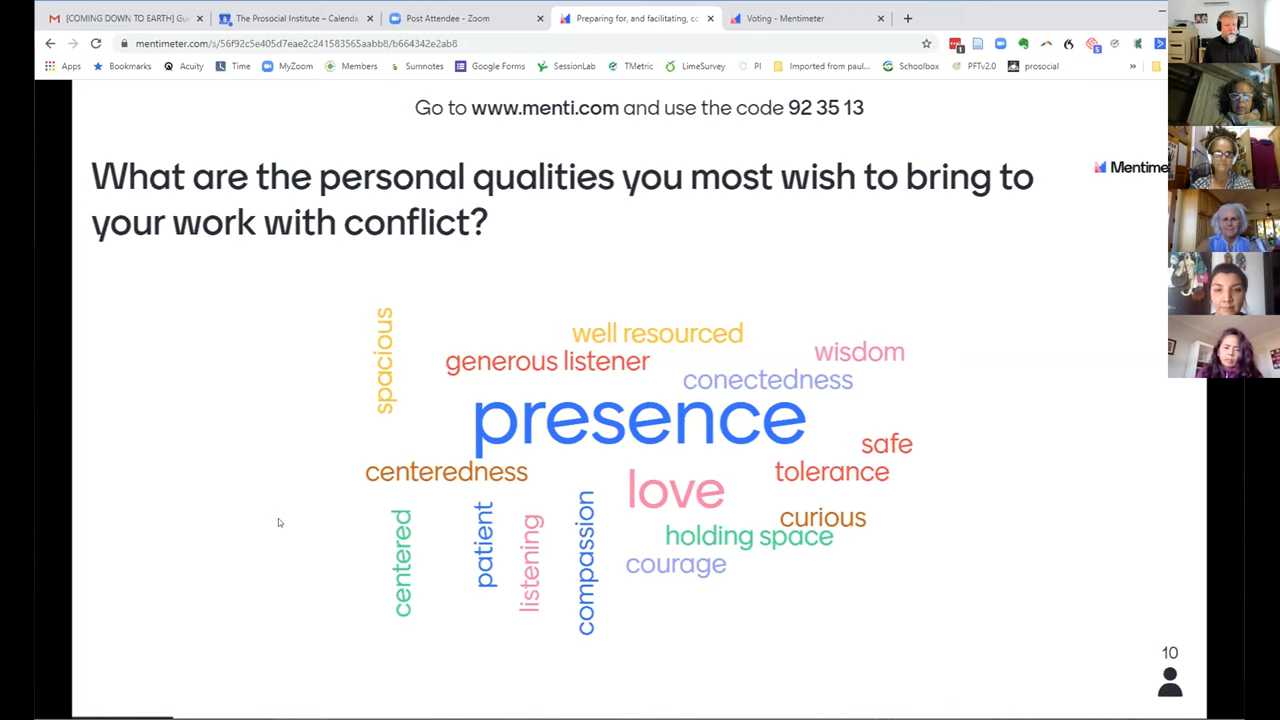 [COMING DOWN TO EARTH] Gu
The Prosocial Institute – Calenda
Post Attendee - Zoom
Preparing for, and facilitating, co
Voting - Mentimeter
mentimeter.com/s/56f92c5e405d7eae2c241583565aabb8/b664342e2ab8
Apps
Bookmarks
Acuity
Time
MyZoom
Members
Sumnotes
Google Forms
SessionLab
TMetric
LimeSurvey
PI
Imported from paul...
Schoolbox
PFTv2.0
prosocial
»
Go to www.menti.com and use the code 92 35 13
Mentime
What are the personal qualities you most wish to bring to
your work with conflict?
spacious
well resourced
generous listener
wisdom
conectedness
presence
safe
centeredness
love
tolerance
centered
patient
listening
compassion
curious
holding space
courage
10